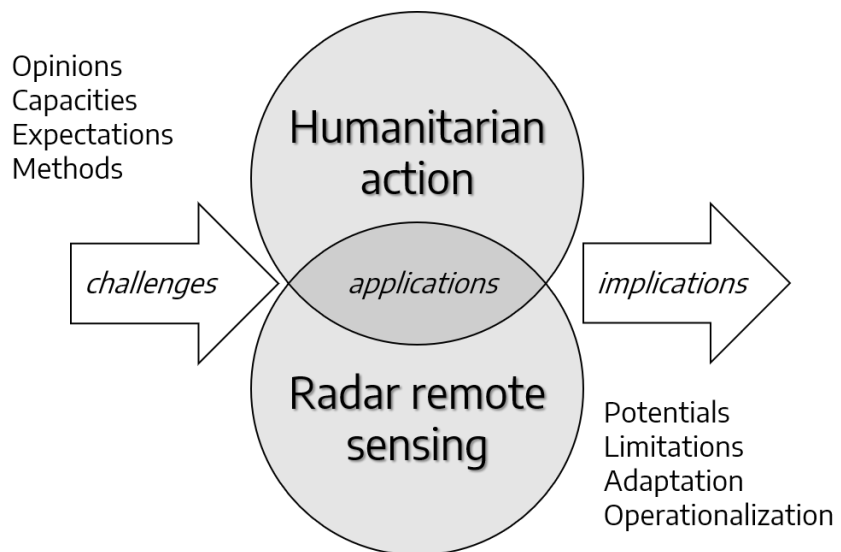 Opinions
Capacities
Expectations
Methods
Humanitarian
action
challenges
applications
implications
Radar remote
sensing
Potentials
Limitations
Adaptation
Operationalization